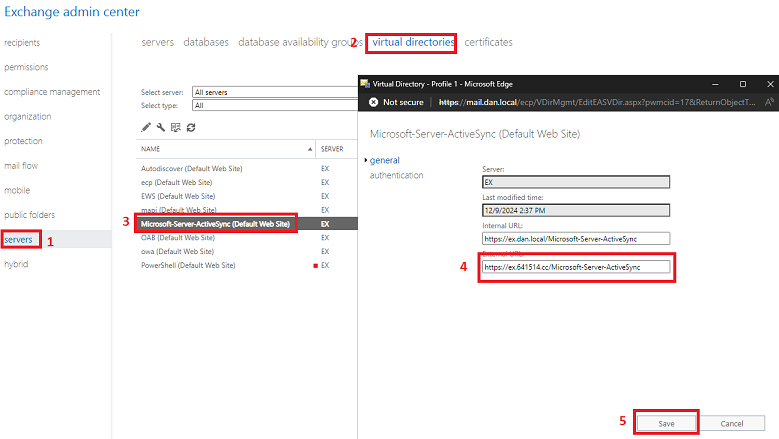 Exchange admin center
recipients
permissions
compliance management
organization
protection
mail flow
mobile
public folders
servers
1
hybrid
2
servers databases database availability groups virtual directories certificates
Select server: All servers
Select type: All
NAME SERVER
Autodiscover (Default Web Site) EX
ecp (Default Web Site) EX
EWS (Default Web Site) EX
mapi (Default Web Site) EX
3 Microsoft-Server-ActiveSync (Default Web Site) EX
OAB (Default Web Site) EX
owa (Default Web Site) EX
PowerShell (Default Web Site) EX
Virtual Directory - Profile 1 - Microsoft Edge
Not secure https://mail.dan.local/ecp/VDirMgmt/EditEASVDir.aspx?pwmcid=17&ReturnObjectT...
Microsoft-Server-ActiveSync (Default Web Site)
general
authentication
Server:
EX
Last modified time:
12/9/2024 2:37 PM
Internal URL:
https://ex.dan.local/Microsoft-Server-ActiveSync
External URL:
4 https://ex.641514.cc/Microsoft-Server-ActiveSync
5 Save Cancel